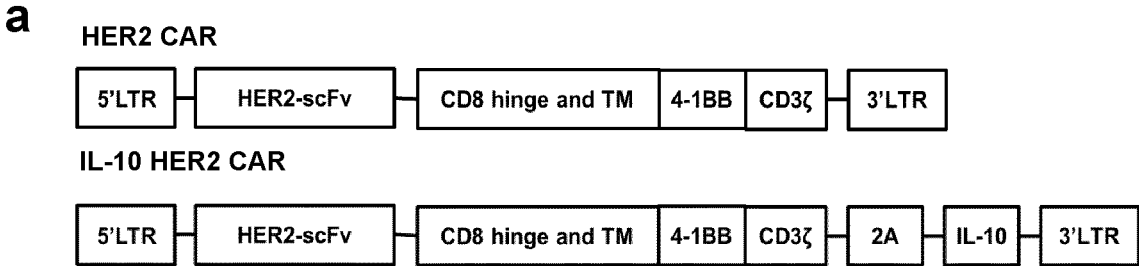 a
HER2 CAR
5'LTR HER2-scFv CD8 hinge and TM 4-1BB CD3ζ 3'LTR
IL-10 HER2 CAR
5'LTR HER2-scFv CD8 hinge and TM 4-1BB CD3ζ 2A IL-10 3'LTR